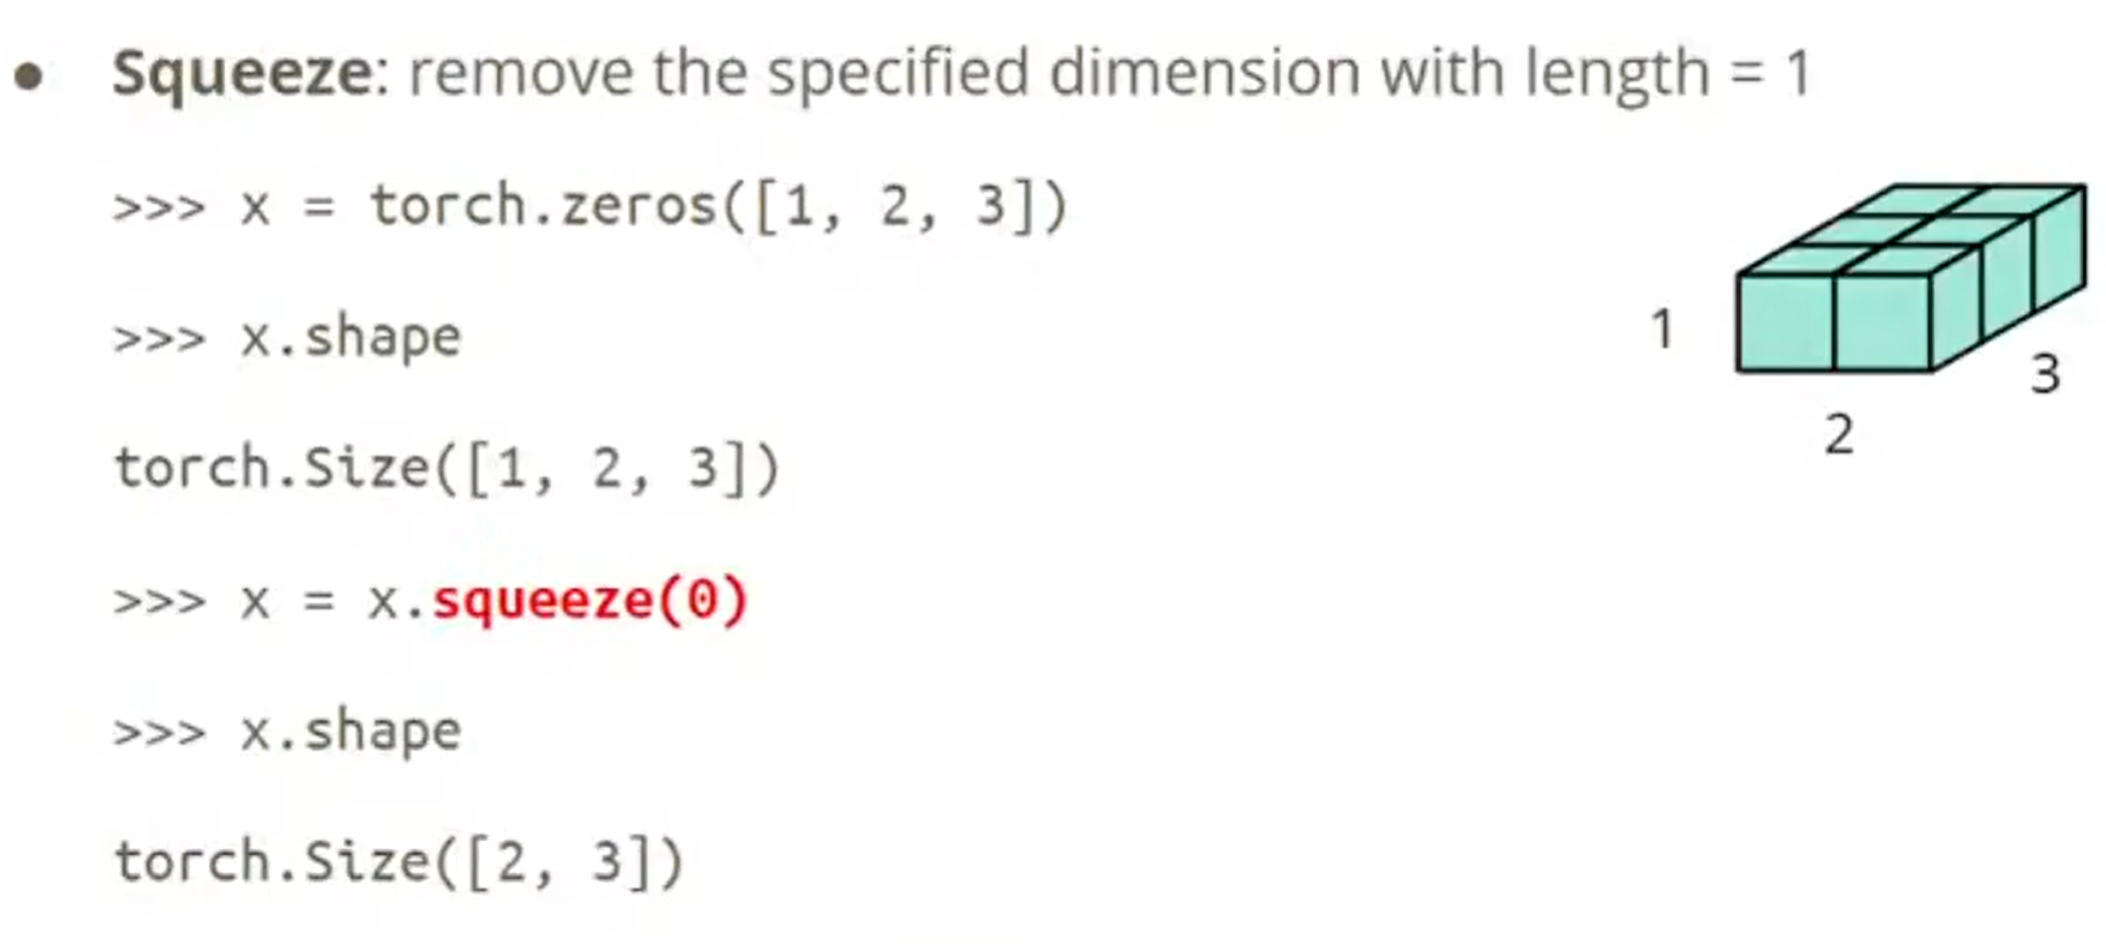 ● Squeeze: remove the specified dimension with length = 1
>>> x = torch.zeros([1, 2, 3])
>>> x.shape
torch.Size([1, 2, 3])
>>> x = x.squeeze(0)
>>> x.shape
torch.Size([2, 3])
1
2
3